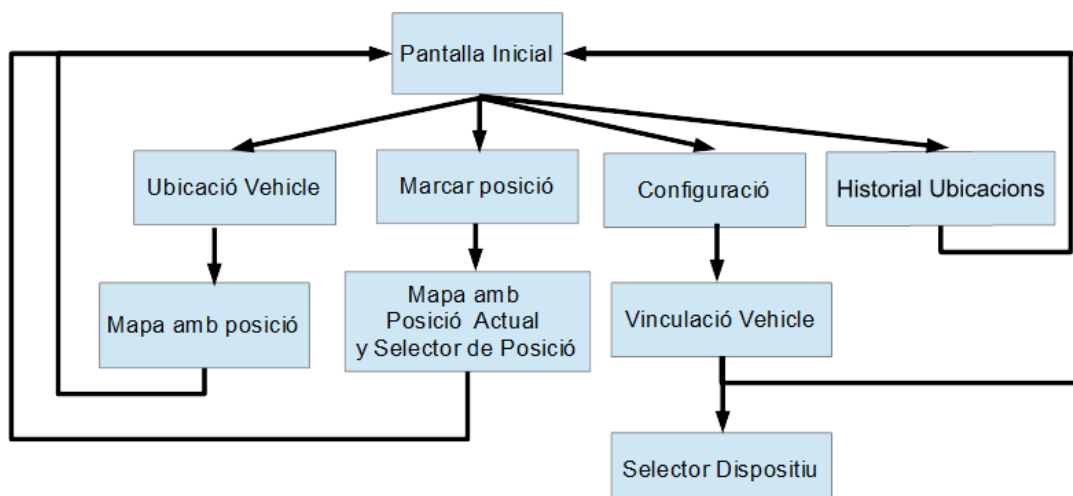 Pantalla Inicial
Ubicació Vehicle
Marcar posició
Configuració
Historial Ubicacions
Mapa amb posició
Mapa amb
Posició Actual
y Selector de Posició
Vinculació Vehicle
Selector Dispositiu